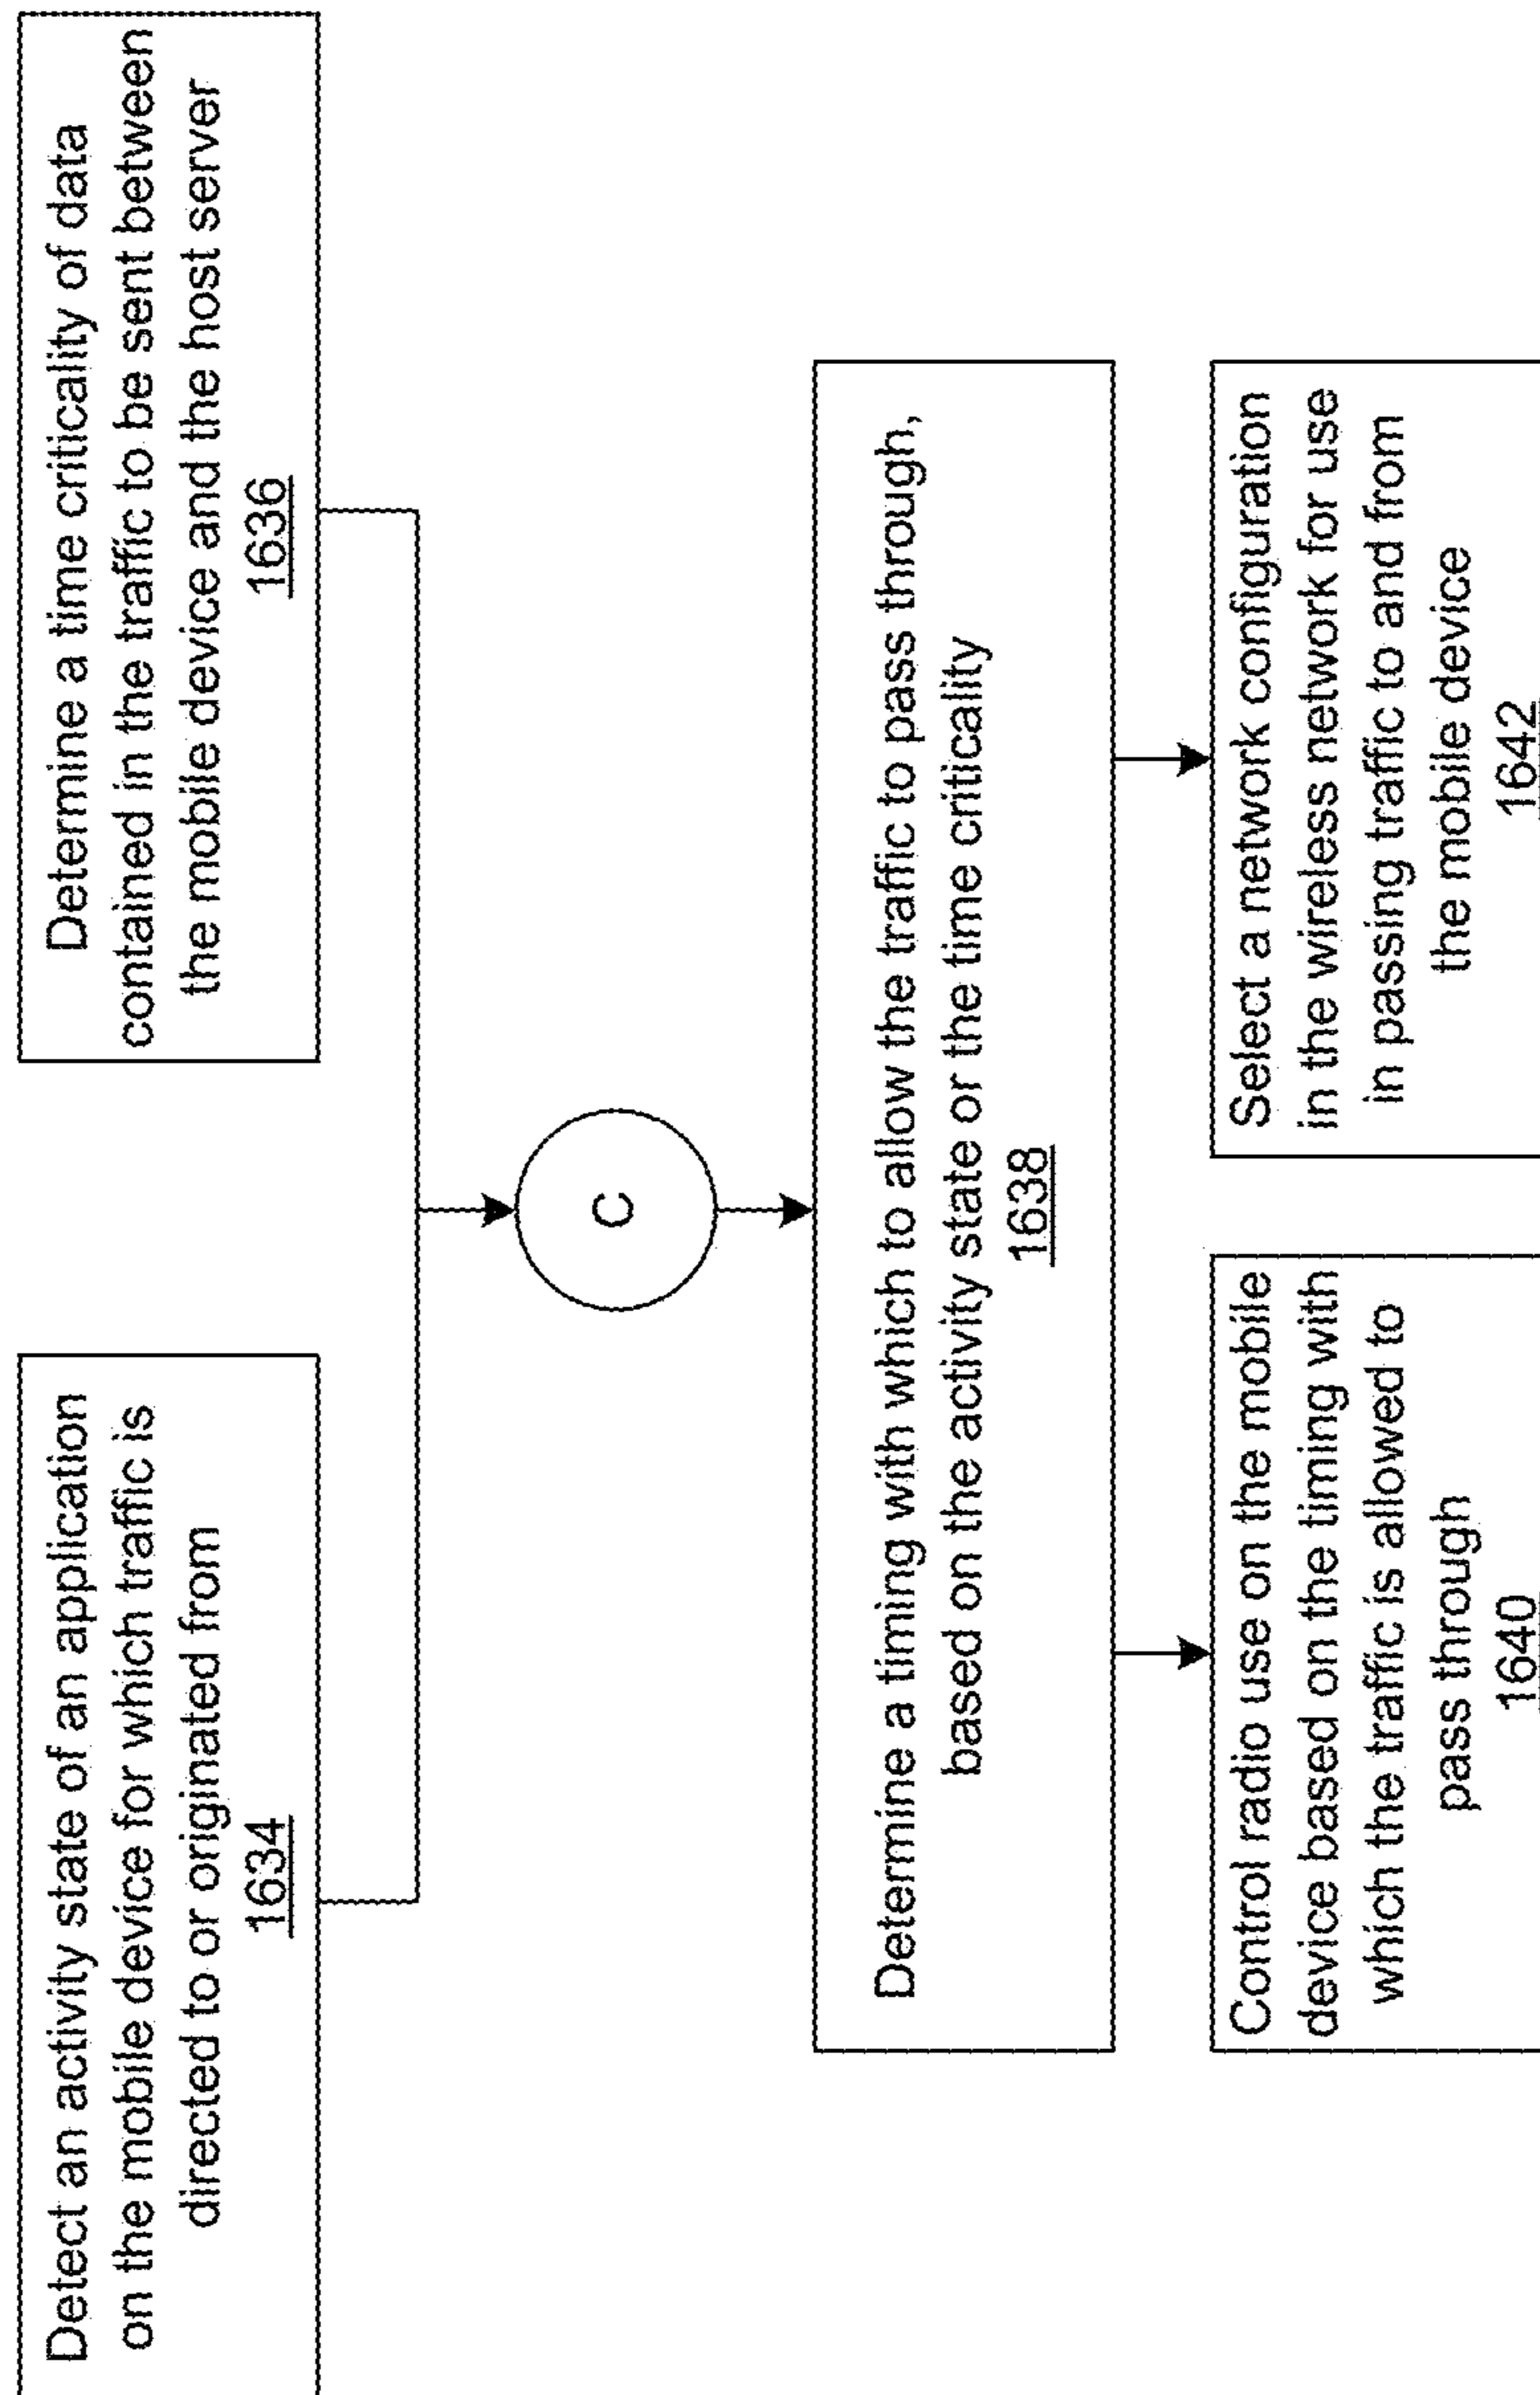 Detect an activity state of an application
on the mobile device for which traffic is
directed to or originated from
1634
Determine a time criticality of data
contained in the traffic to be sent between
the mobile device and the host server
1636
C
Determine a timing with which to allow the traffic to pass through,
based on the activity state or the time criticality
1638
Control radio use on the mobile
device based on the timing with
which the traffic is allowed to
pass through
1640
Select a network configuration
in the wireless network for use
in passing traffic to and from
the mobile device
1642